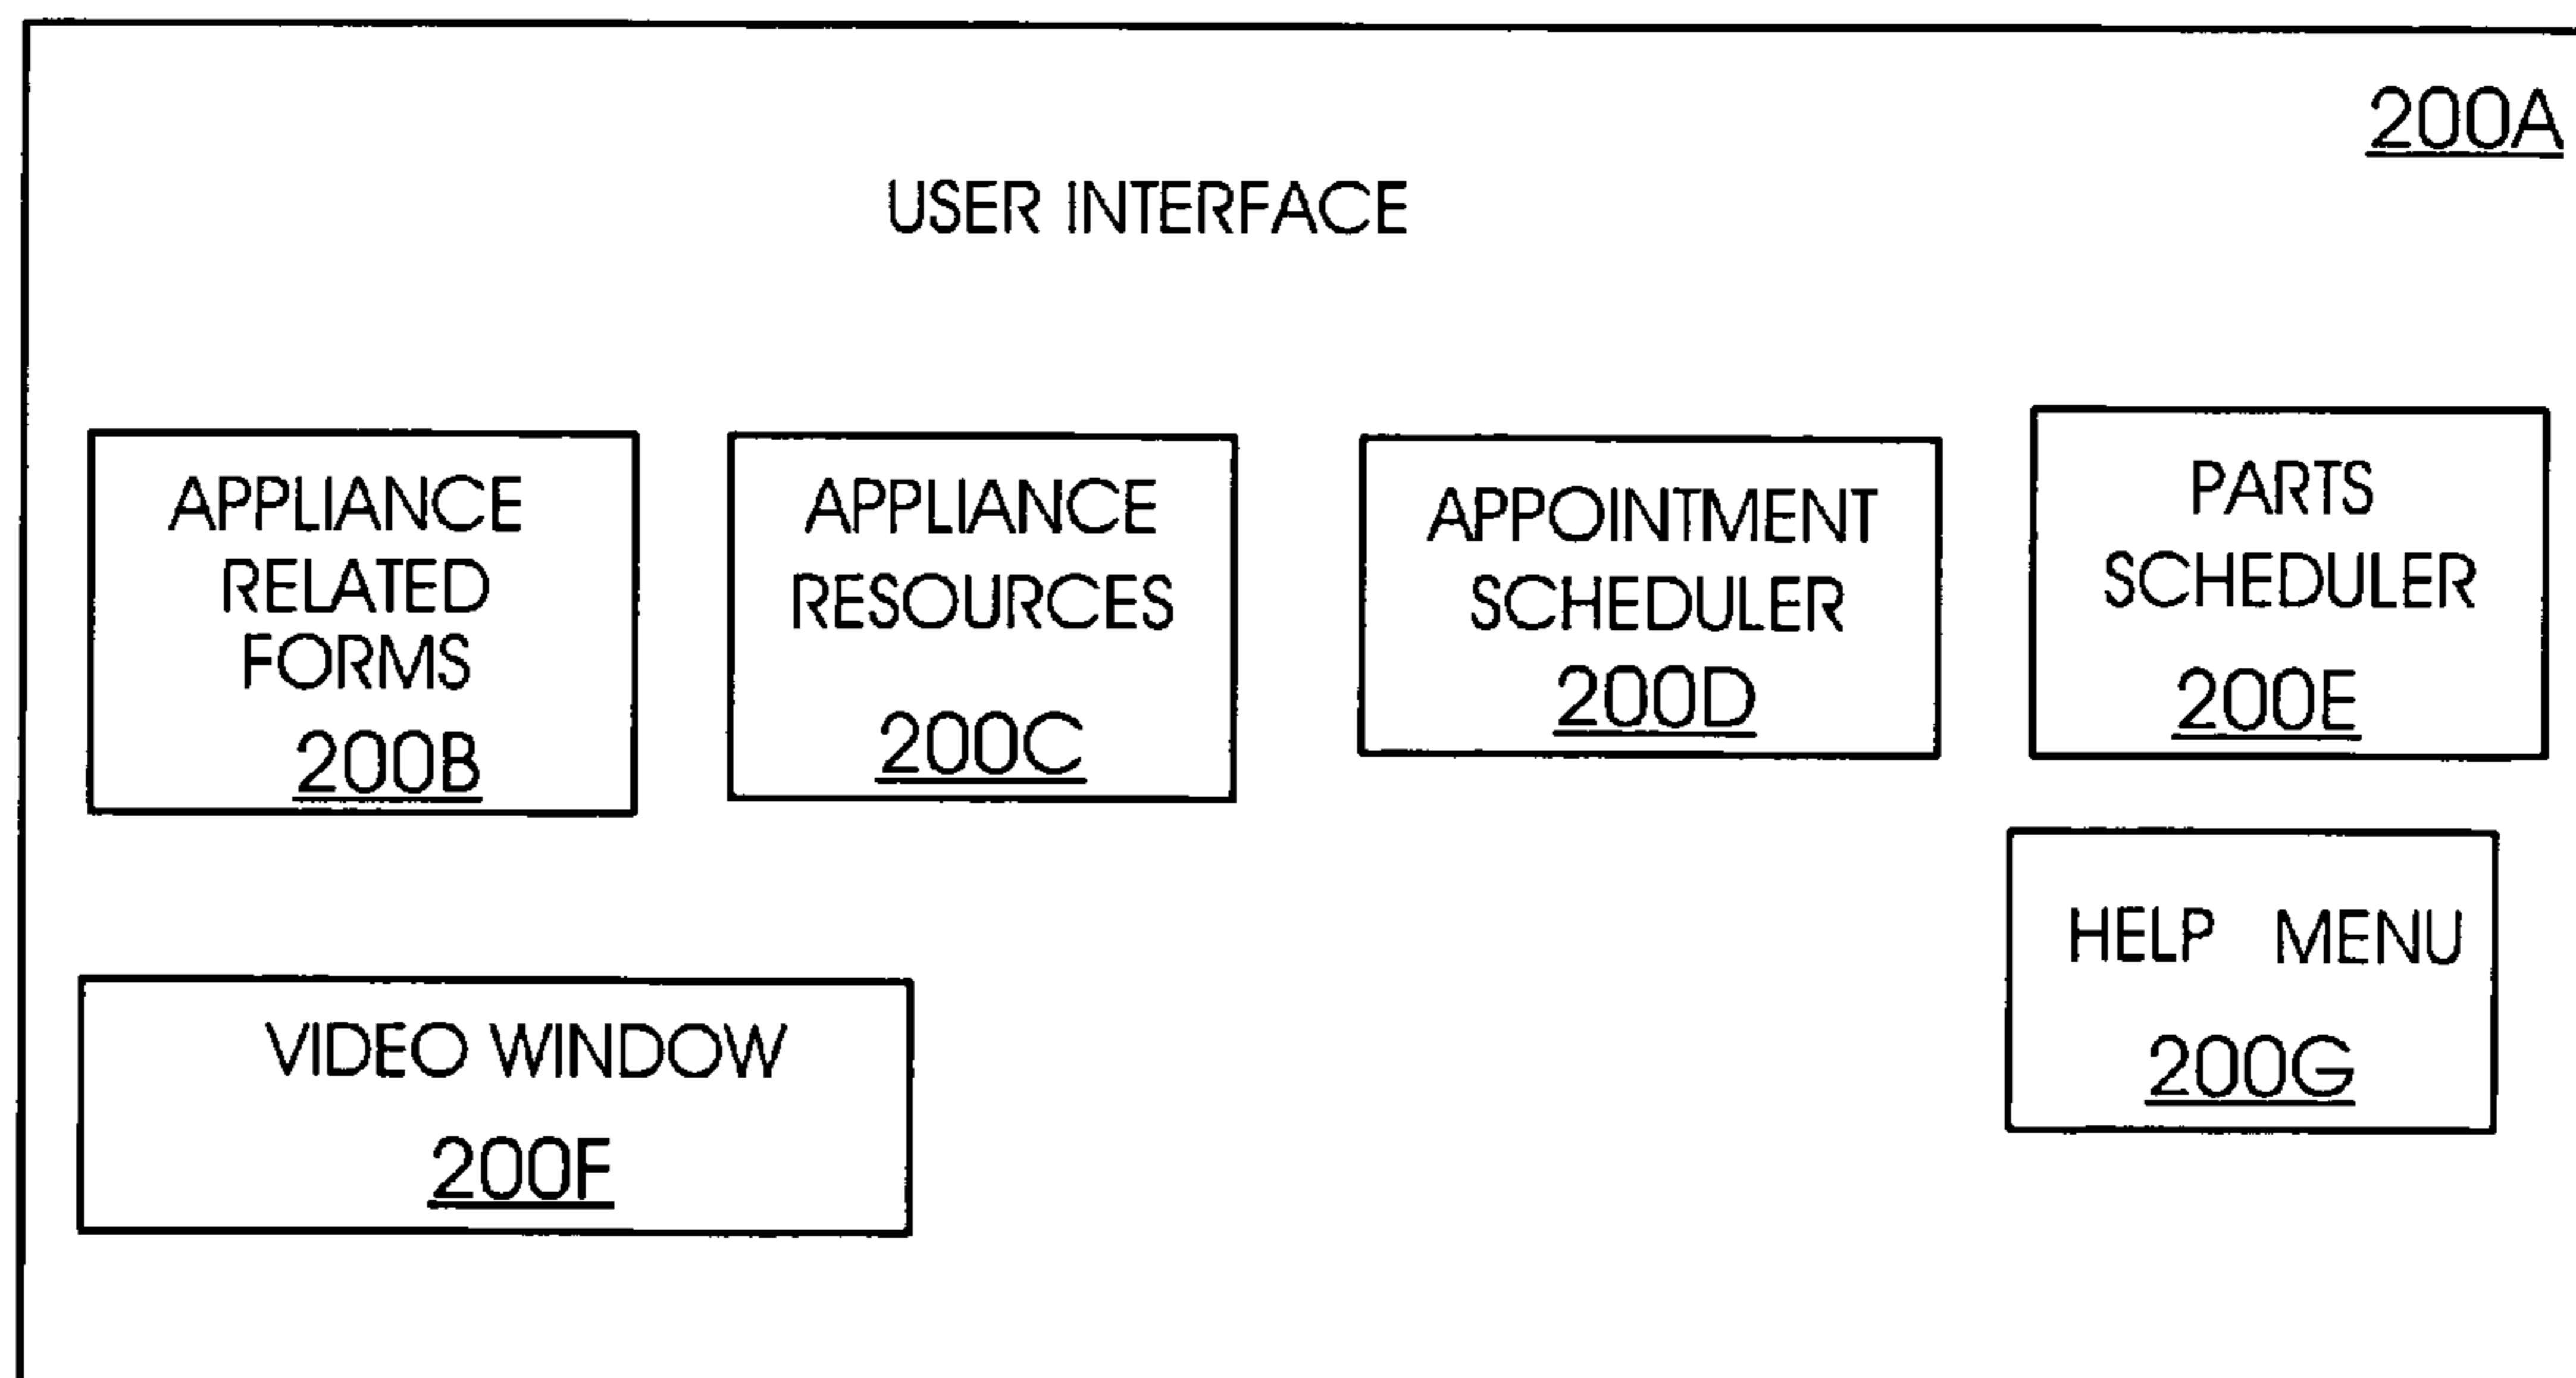 200A
USER INTERFACE
APPLIANCE
RELATED
FORMS
200B
APPLIANCE
RESOURCES
200C
APPOINTMENT
SCHEDULER
200D
PARTS
SCHEDULER
200E
HELP MENU
200G
VIDEO WINDOW
200F